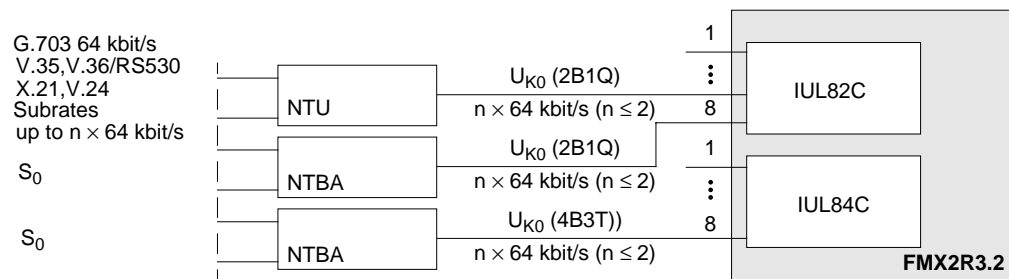 G.703 64 kbit/s
V.35,V.36/RS530
X.21,V.24
Subrates
up to n × 64 kbit/s
S0
S0
NTU
NTBA
NTBA
UK0 (2B1Q)
n × 64 kbit/s (n ≤ 2)
UK0 (2B1Q)
n × 64 kbit/s (n ≤ 2)
UK0 (4B3T))
n × 64 kbit/s (n ≤ 2)
1
8
1
8
IUL82C
IUL84C
FMX2R3.2